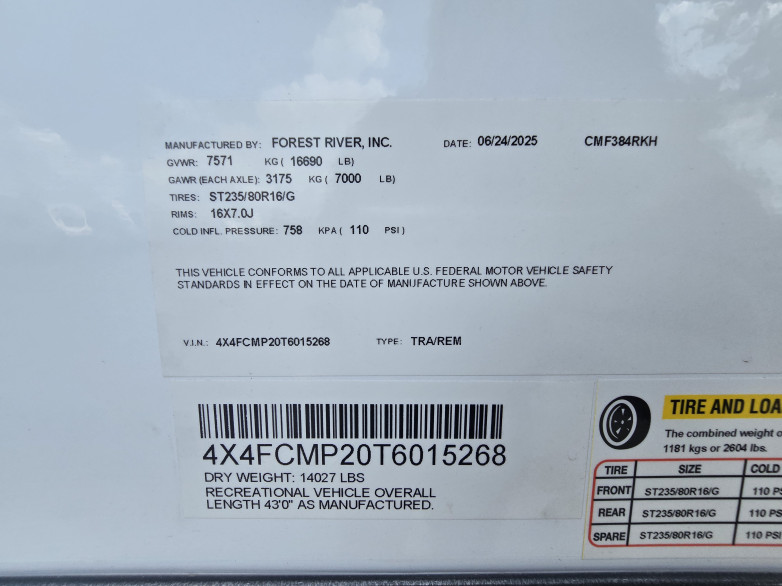 MANUFACTURED BY: FOREST RIVER, INC. DATE: 06/24/2025 CMF384RKH
GVWR: 7571 KG ( 16690 LB)
GAWR (EACH AXLE): 3175 KG ( 7000 LB)
TIRES: ST235/80R16/G
RIMS: 16X7.0J
COLD INFL. PRESSURE: 758 KPA ( 110 PSI )
THIS VEHICLE CONFORMS TO ALL APPLICABLE U.S. FEDERAL MOTOR VEHICLE SAFETY
STANDARDS IN EFFECT ON THE DATE OF MANUFACTURE SHOWN ABOVE.
V.I.N.: 4X4FCMP20T6015268 TYPE: TRA/REM
4X4FCMP20T6015268
DRY WEIGHT: 14027 LBS
RECREATIONAL VEHICLE OVERALL
LENGTH 43'0" AS MANUFACTURED.
TIRE AND LOA
The combined weight o
1181 kgs or 2604 lbs.
TIRE SIZE COLD
FRONT ST235/80R16/G 110 PS
REAR ST235/80R16/G 110 PS
SPARE ST235/80R16/G 110 PSI